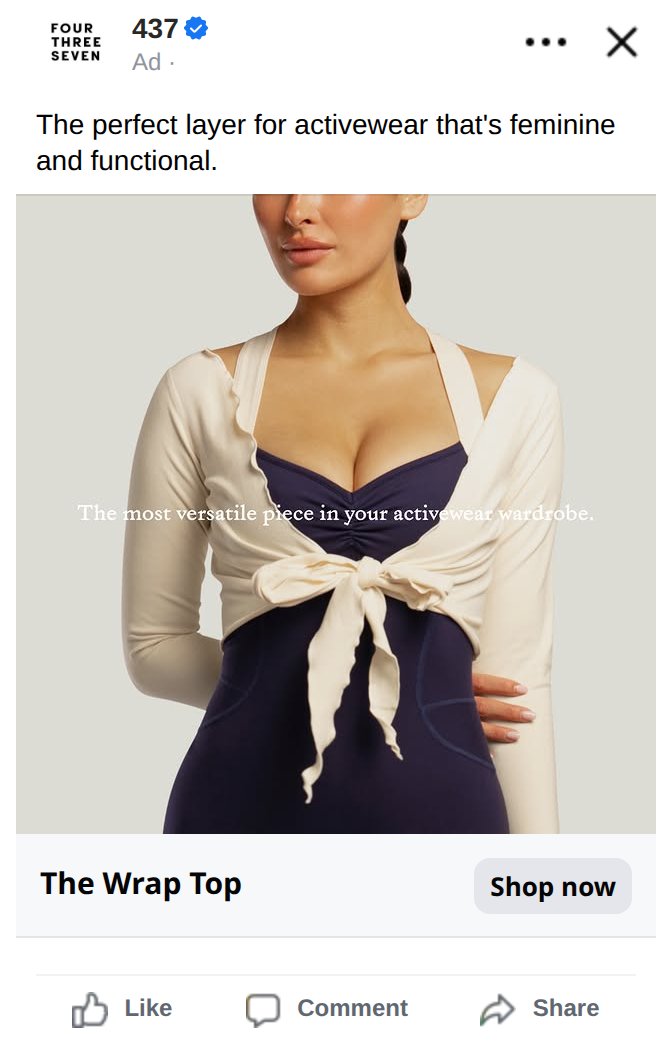 FOUR
THREE
SEVEN
437
Ad ·
The perfect layer for activewear that's feminine
and functional.
The most versatile piece in your activewear wardrobe.
The Wrap Top
Shop now
Like
Comment
Share